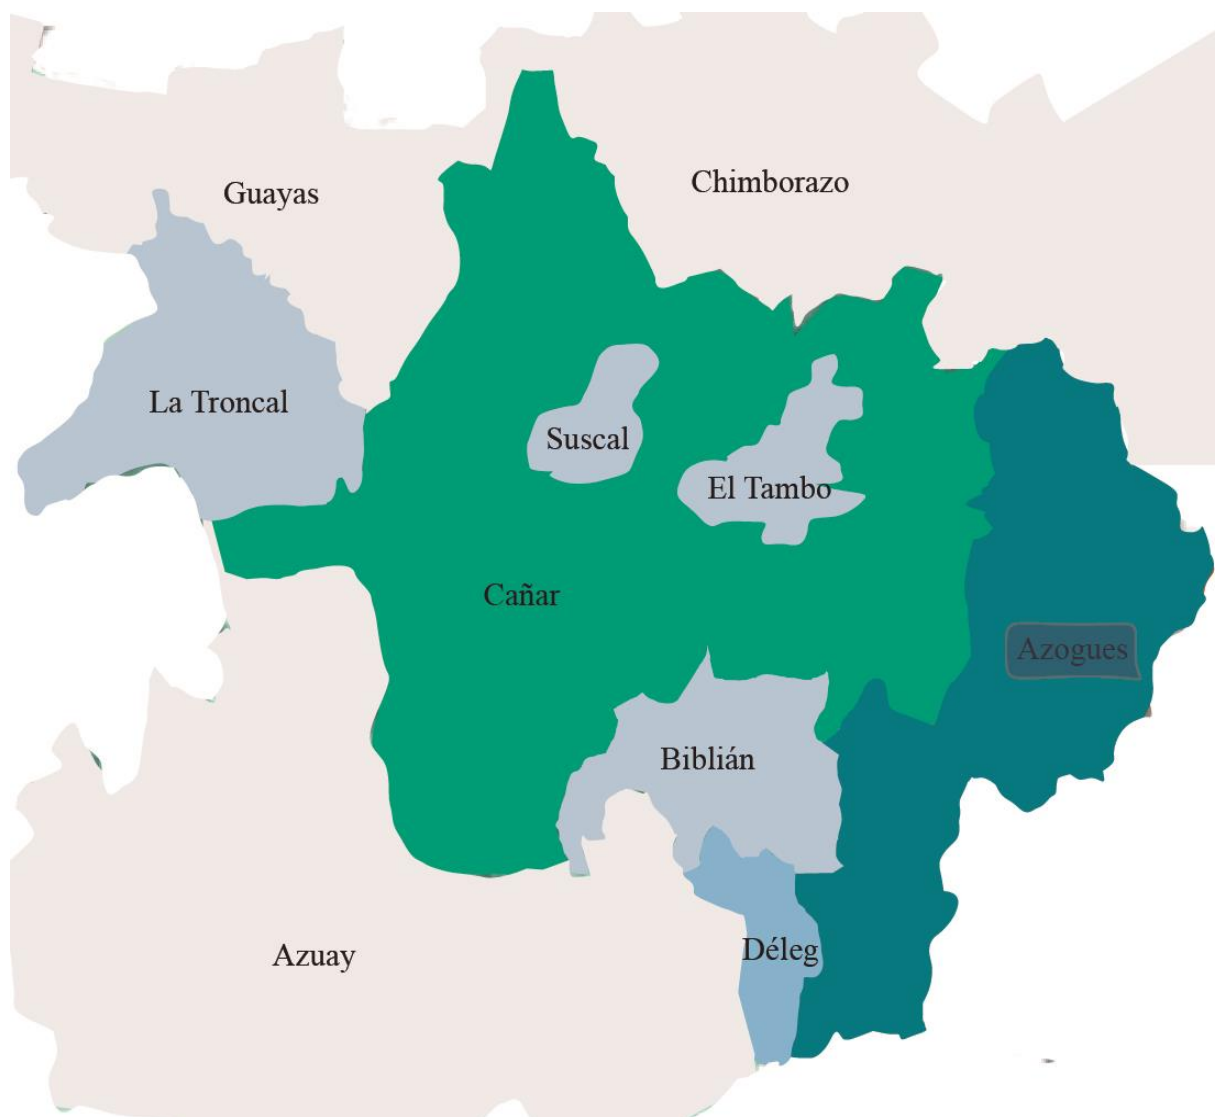 Chimborazo
Guayas
La Troncal
Suscal
El Tambo
Cañar
Azogues
Biblián
Déleg
Azuay